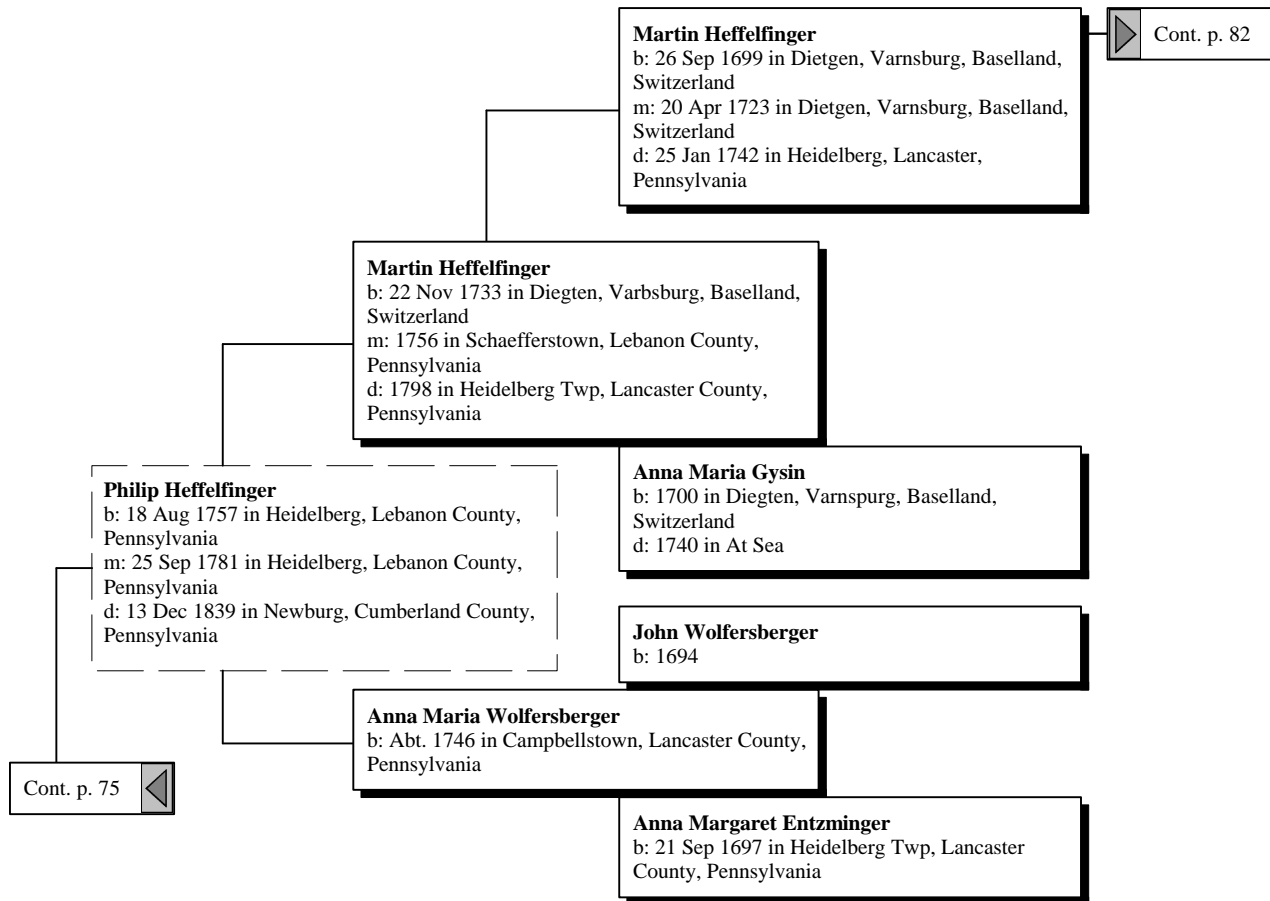 Martin Heffelfinger
b: 26 Sep 1699 in Dietgen, Varnsburg, Baselland,
Switzerland
m: 20 Apr 1723 in Dietgen, Varnsburg, Baselland,
Switzerland
d: 25 Jan 1742 in Heidelberg, Lancaster,
Pennsylvania
Cont. p. 82
Martin Heffelfinger
b: 22 Nov 1733 in Diegten, Varbsburg, Baselland,
Switzerland
m: 1756 in Schaefferstown, Lebanon County,
Pennsylvania
d: 1798 in Heidelberg Twp, Lancaster County,
Pennsylvania
Anna Maria Gysin
b: 1700 in Diegten, Varnspurg, Baselland,
Switzerland
d: 1740 in At Sea
Philip Heffelfinger
b: 18 Aug 1757 in Heidelberg, Lebanon County,
Pennsylvania
m: 25 Sep 1781 in Heidelberg, Lebanon County,
Pennsylvania
d: 13 Dec 1839 in Newburg, Cumberland County,
Pennsylvania
John Wolfersberger
b: 1694
Anna Maria Wolfersberger
b: Abt. 1746 in Campbellstown, Lancaster County,
Pennsylvania
Cont. p. 75
Anna Margaret Entzminger
b: 21 Sep 1697 in Heidelberg Twp, Lancaster
County, Pennsylvania